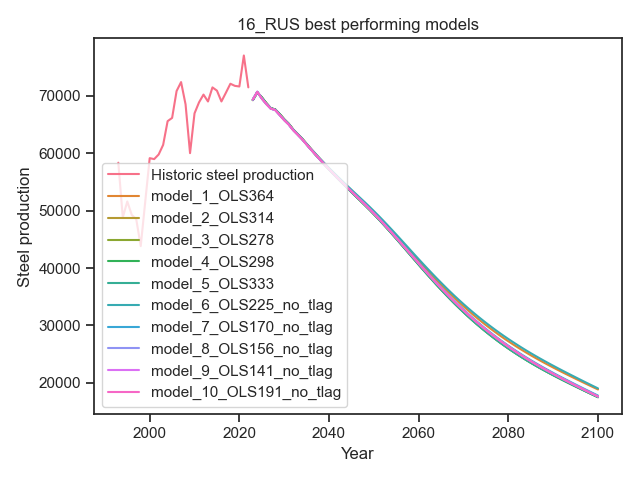 16_RUS best performing models
Steel production
70000
60000
50000
40000
30000
20000
Historic steel production
model_1_OLS364
model_2_OLS314
model_3_OLS278
model_4_OLS298
model_5_OLS333
model_6_OLS225_no_tlag
model_7_OLS170_no_tlag
model_8_OLS156_no_tlag
model_9_OLS141_no_tlag
model_10_OLS191_no_tlag
2000 2020 2040 2060 2080 2100
Year